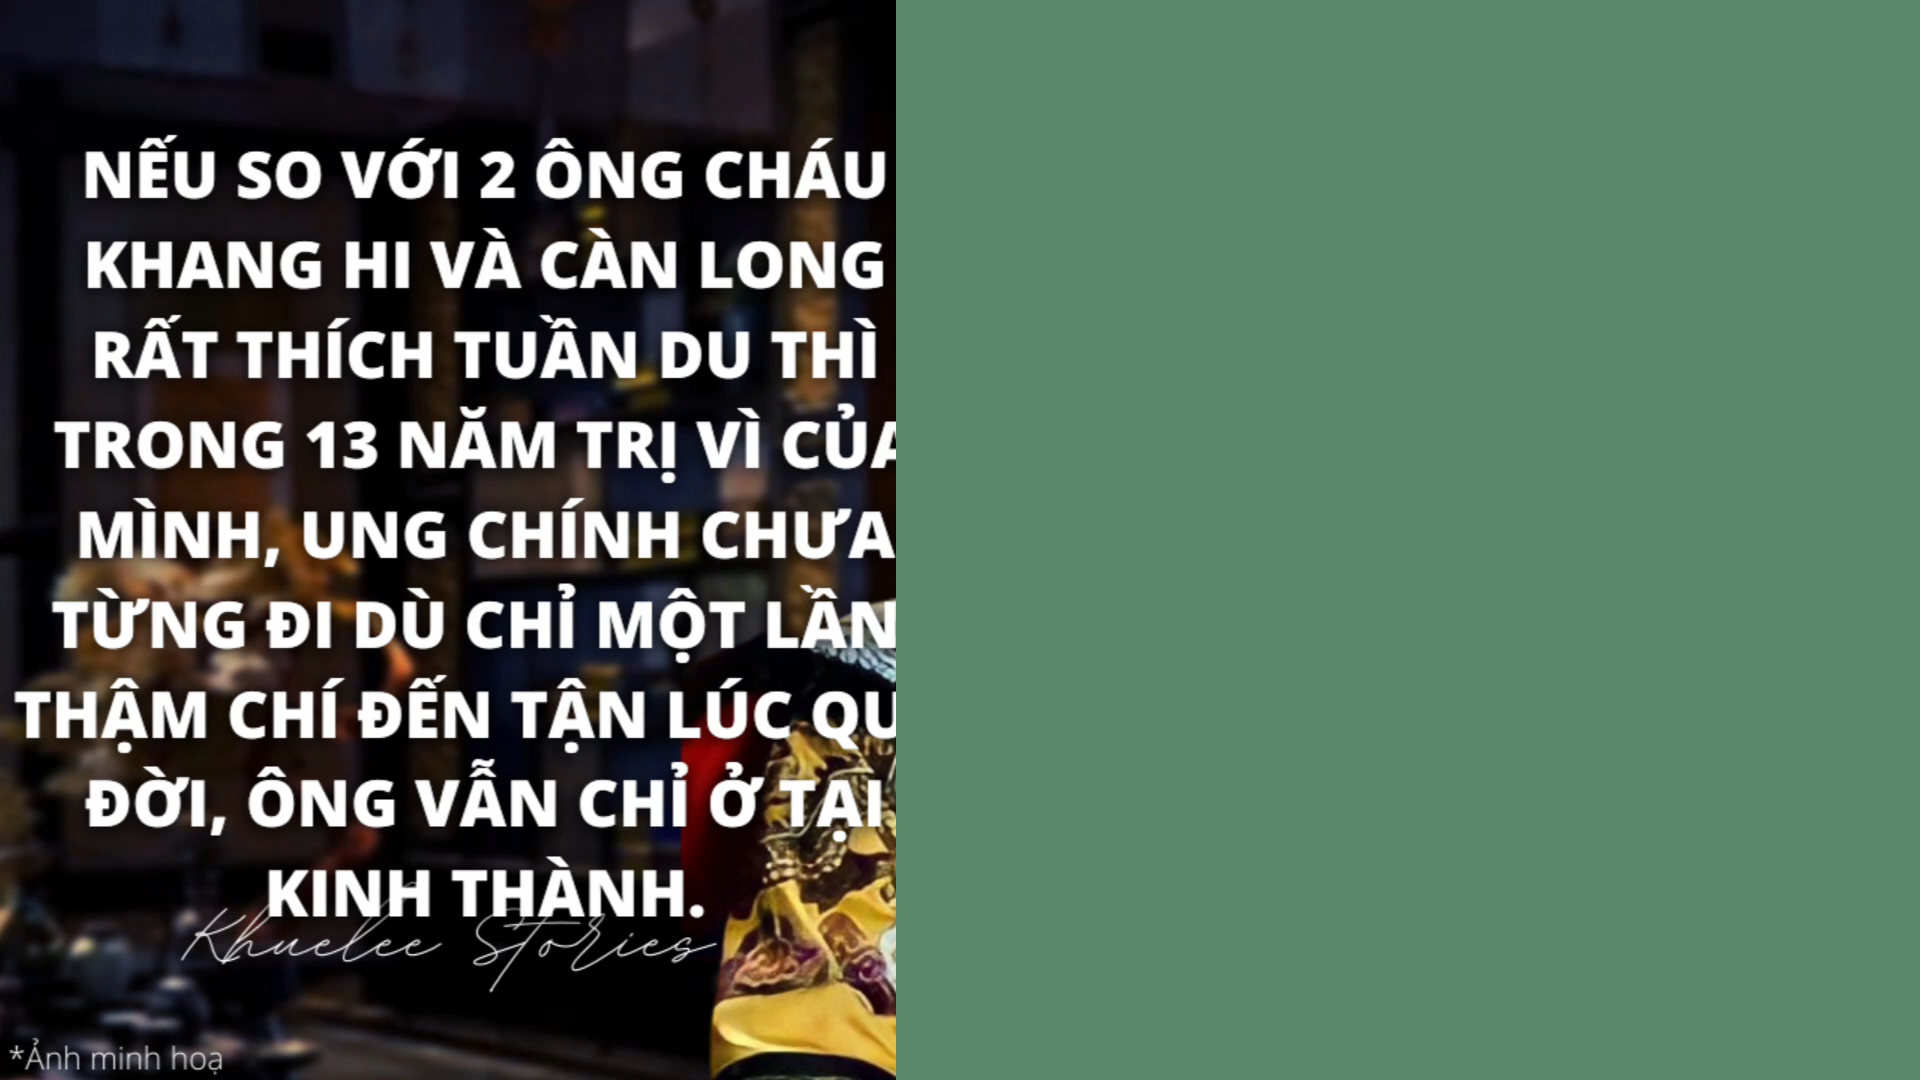 NẾU SO VỚI 2 ÔNG CHÁU
KHANG HI VÀ CÀN LONG
RẤT THÍCH TUẦN DU THÌ
TRONG 13 NĂM TRỊ VÌ CỦA
MÌNH, UNG CHÍNH CHƯA
TỪNG ĐI DÙ CHỈ MỘT LẦN
THẬM CHÍ ĐẾN TẬN LÚC QU
ĐỜI, ÔNG VẪN CHỈ Ở TẠI
KINH THÀNH.
Khuelee Stories
*Ảnh minh hoạ